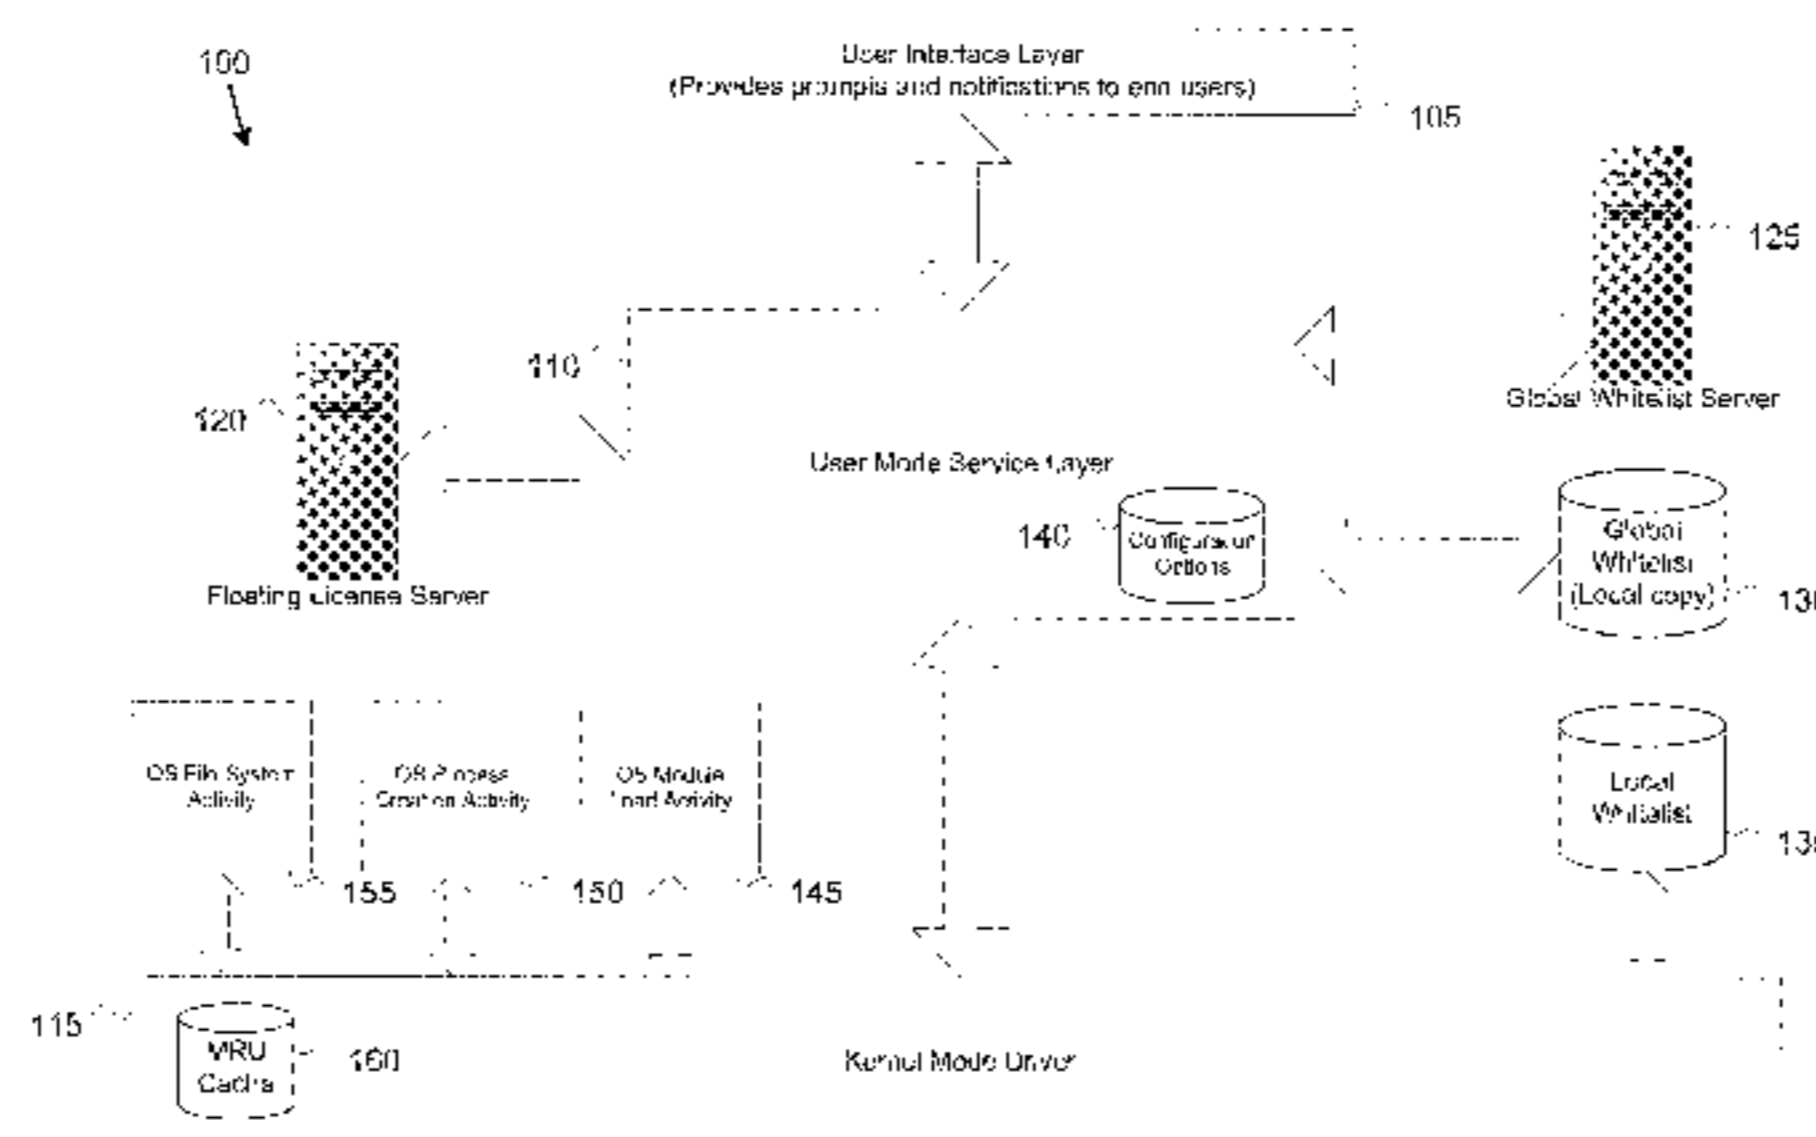 100
User Interface Layer
(Provides prompts and notifications to end users)
105
125
110
120
Global Whitelist Server
User Mode Service Layer
140
Configuration
Options
Global
Whitelist
(Local copy)
Floating License Server
OS File System
Activity
OS Process
Creation Activity
OS Module
Load Activity
Local
Whitelist
155
150
145
115
MRU
Cache
160
Kernel Mode Driver